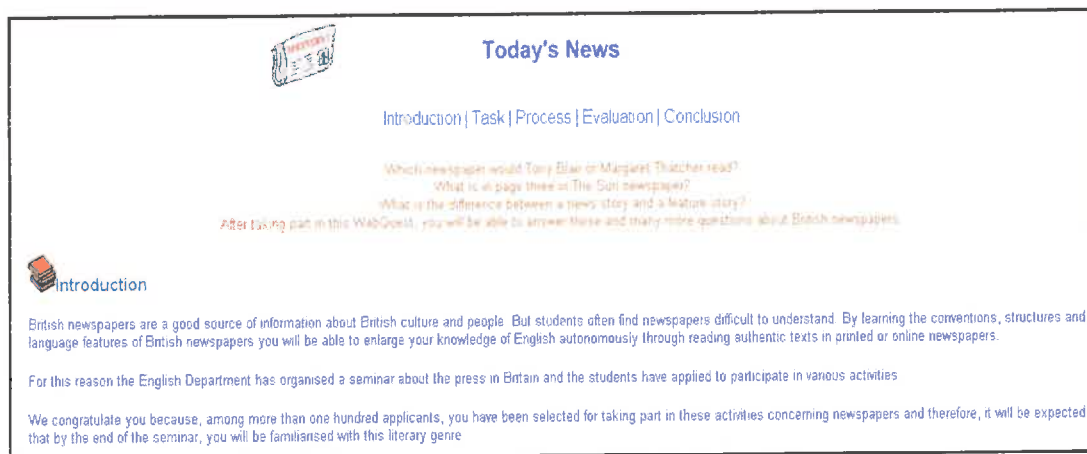 Today's News
Introduction | Task | Process | Evaluation | Conclusion
Which newspaper would Tony Blair or Margaret Thatcher read?
What is in page three in The Sun newspaper?
What is the difference between a news story and a feature story?
After taking part in this WebQuest, you will be able to answer these and many more questions about British newspapers.
Introduction
British newspapers are a good source of information about British culture and people. But students often find newspapers difficult to understand. By learning the conventions, structures and
language features of British newspapers you will be able to enlarge your knowledge of English autonomously through reading authentic texts in printed or online newspapers.
For this reason the English Department has organised a seminar about the press in Britain and the students have applied to participate in various activities
We congratulate you because, among more than one hundred applicants, you have been selected for taking part in these activities concerning newspapers and therefore, it will be expected
that by the end of the seminar, you will be familiarised with this literary genre